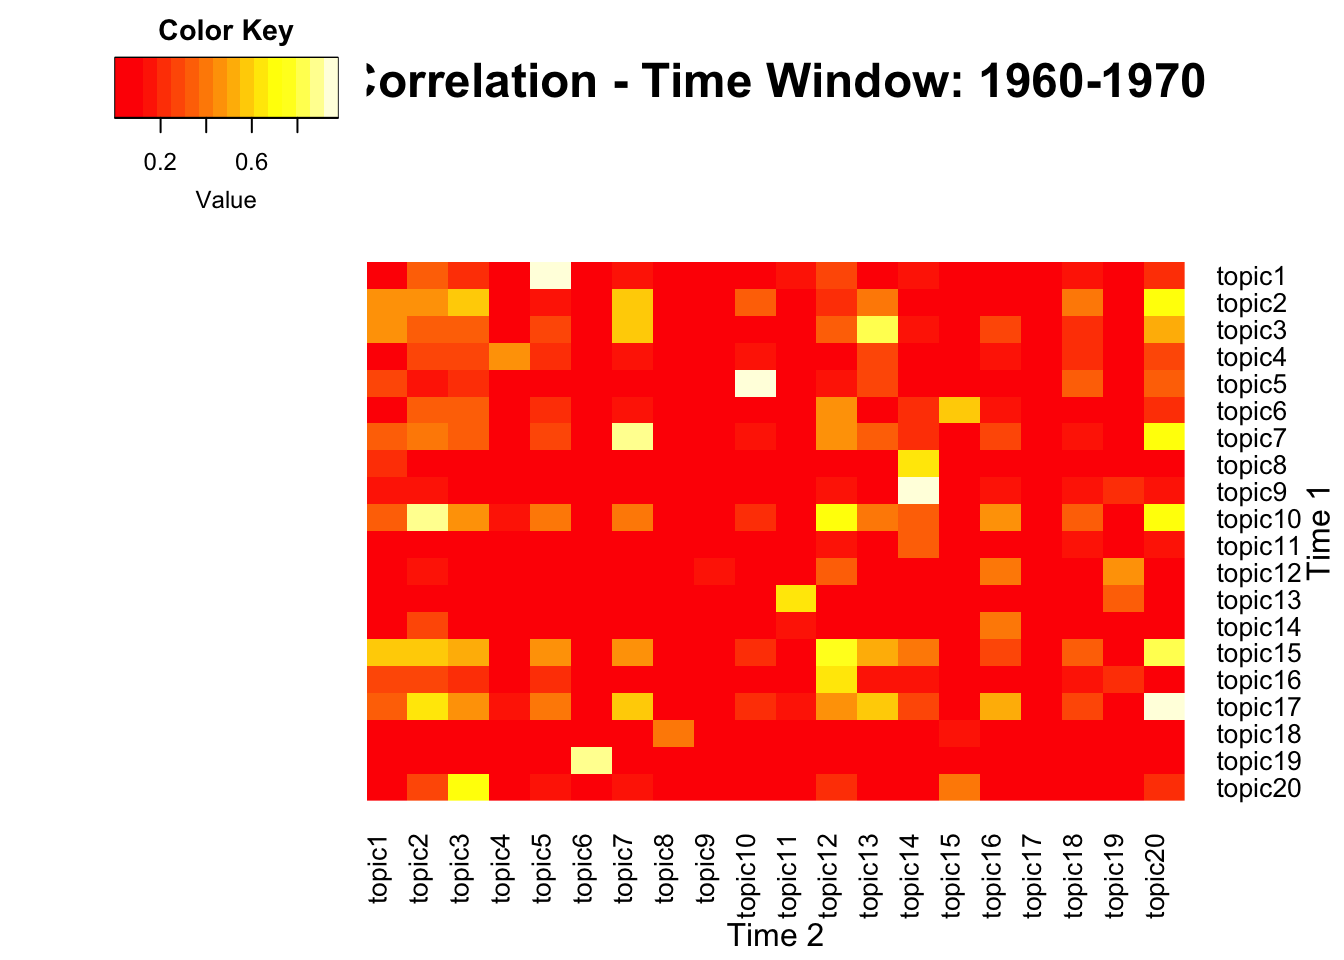 Color Key
orrelation - Time Window: 1960-1970
0.2 0.6
Value
topic1
topic2
topic3
topic4
topic5
topic6
topic7
topic8
topic9
topic10
topic11
topic12
topic13
topic14
topic15
topic16
topic17
topic18
topic19
topic20
Time 1
topic1
topic2
topic3
topic4
topic5
topic6
topic7
topic8
topic9
topic10
topic11
topic12
topic13
topic14
topic15
topic16
topic17
topic18
topic19
topic20
Time 2